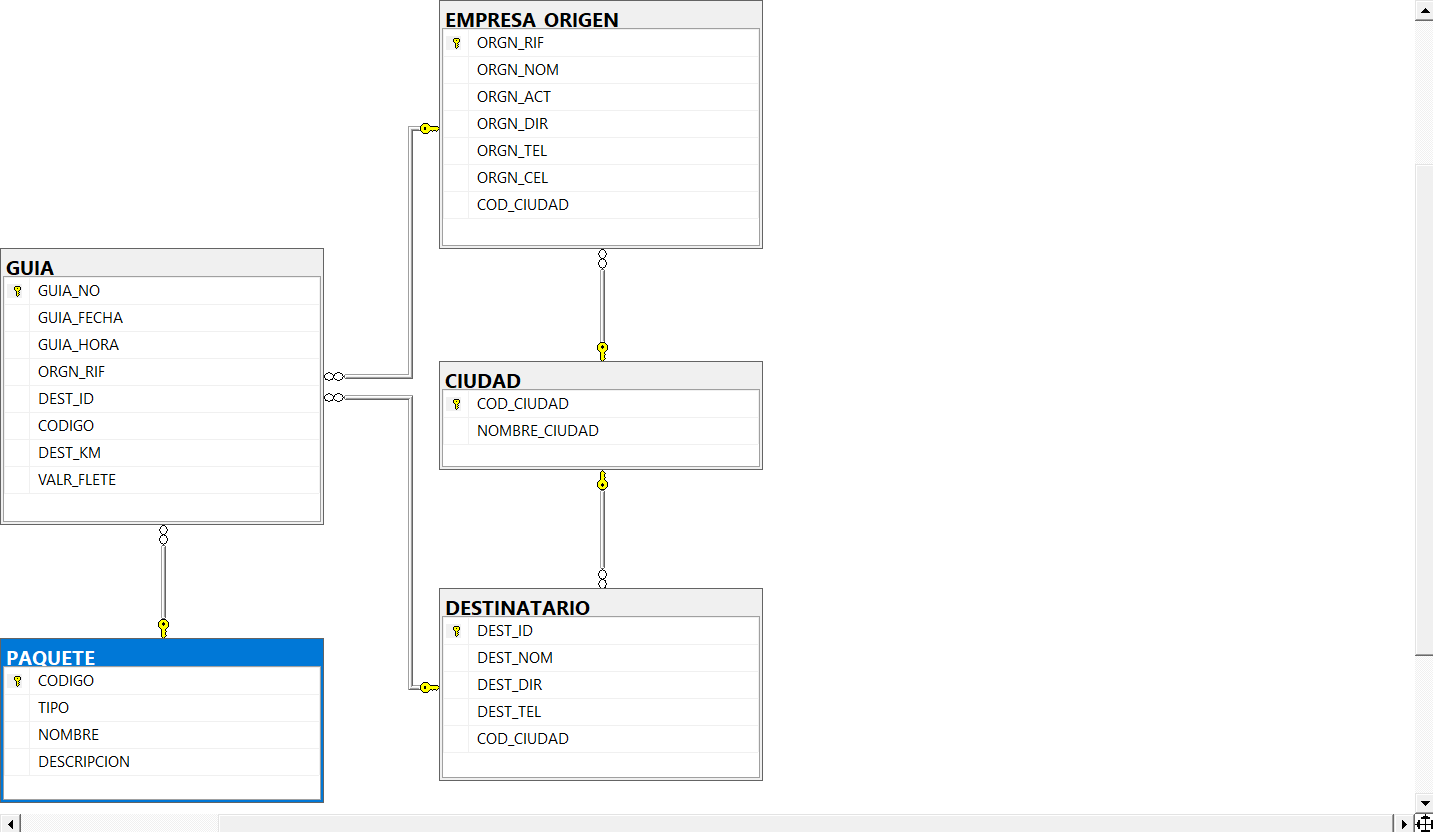 EMPRESA_ORIGEN
ORGN_RIF
ORGN_NOM
ORGN_ACT
ORGN_DIR
ORGN_TEL
ORGN_CEL
COD_CIUDAD
GUIA
GUIA_NO
GUIA_FECHA
GUIA_HORA
ORGN_RIF
DEST_ID
CODIGO
DEST_KM
VALR_FLETE
CIUDAD
COD_CIUDAD
NOMBRE_CIUDAD
PAQUETE
CODIGO
TIPO
NOMBRE
DESCRIPCION
DESTINATARIO
DEST_ID
DEST_NOM
DEST_DIR
DEST_TEL
COD_CIUDAD